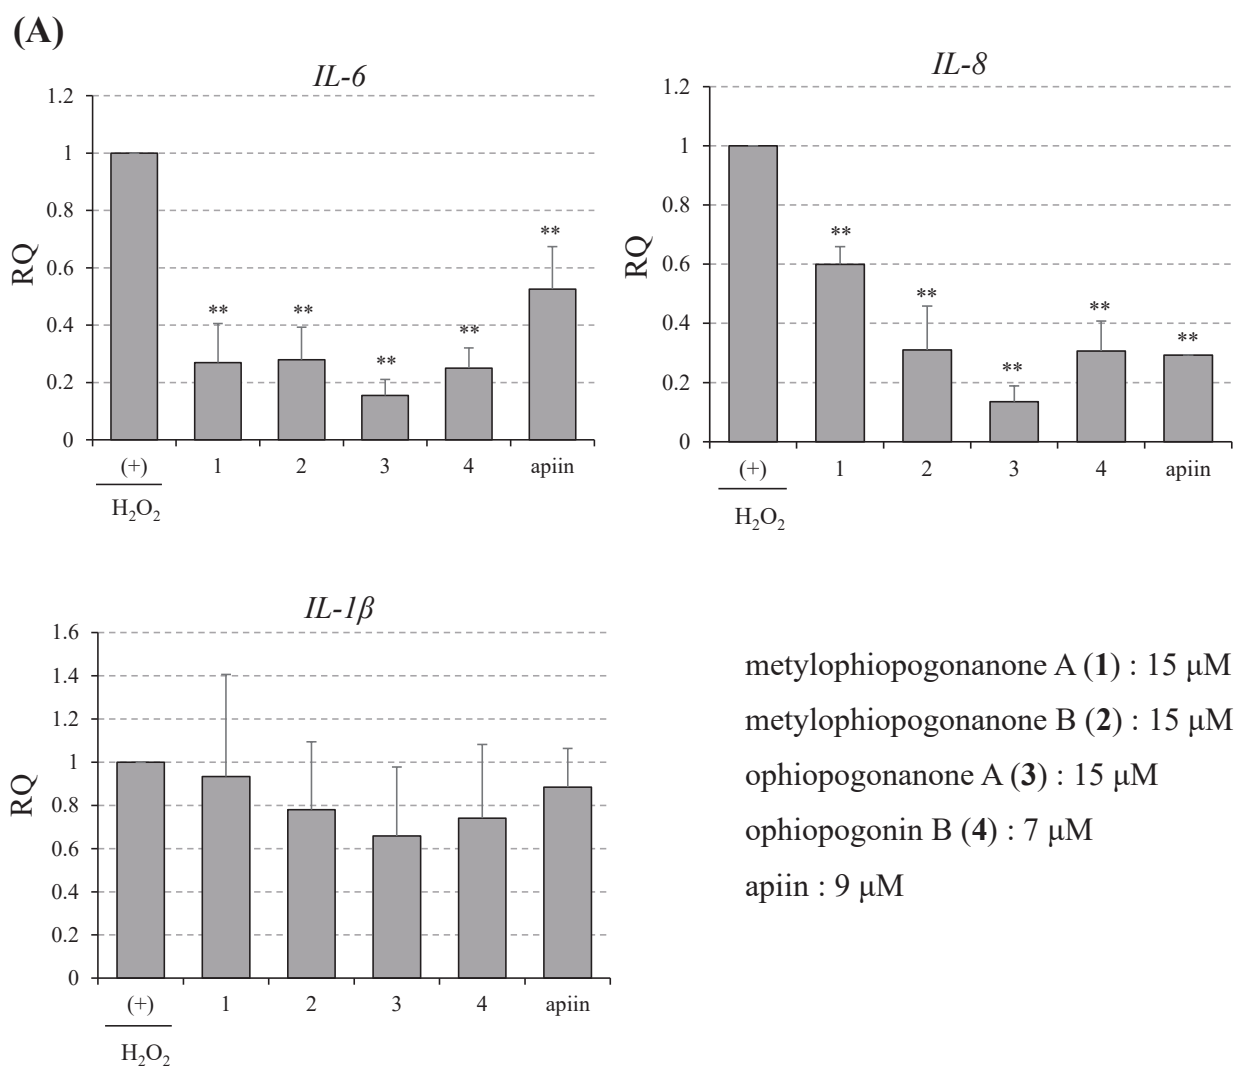 (A)
IL-6
1.2
1
0.8
0.6
0.4
0.2
0
RQ
**
**
**
**
**
(+)
1
2
3
4
apiin
H₂O₂
IL-8
1.2
1
0.8
0.6
0.4
0.2
0
RQ
**
**
**
**
**
(+)
1
2
3
4
apiin
H₂O₂
IL-1β
1.6
1.4
1.2
1
0.8
0.6
0.4
0.2
0
RQ
(+)
1
2
3
4
apiin
H₂O₂
metylophiopogonanone A (1) : 15 μM
metylophiopogonanone B (2) : 15 μM
ophiopogonanone A (3) : 15 μM
ophiopogonin B (4) : 7 μM
apiin : 9 μM